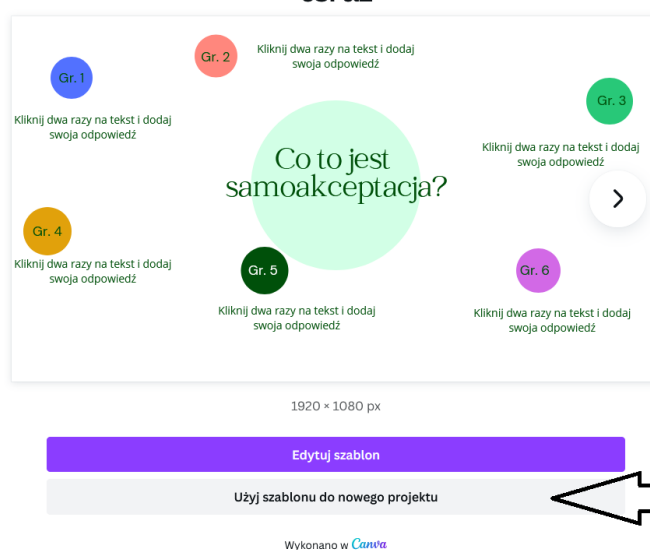 Gr. 1
Kliknij dwa razy na tekst i dodaj
swoja odpowiedź
Gr. 2
Kliknij dwa razy na tekst i dodaj
swoja odpowiedź
Gr. 3
Kliknij dwa razy na tekst i dodaj
swoja odpowiedź
Co to jest
samoakceptacja?
Gr. 4
Kliknij dwa razy na tekst i dodaj
swoja odpowiedź
Gr. 5
Kliknij dwa razy na tekst i dodaj
swoja odpowiedź
Gr. 6
Kliknij dwa razy na tekst i dodaj
swoja odpowiedź
1920 × 1080 px
Edytuj szablon
Użyj szablonu do nowego projektu
Wykonano w Canva